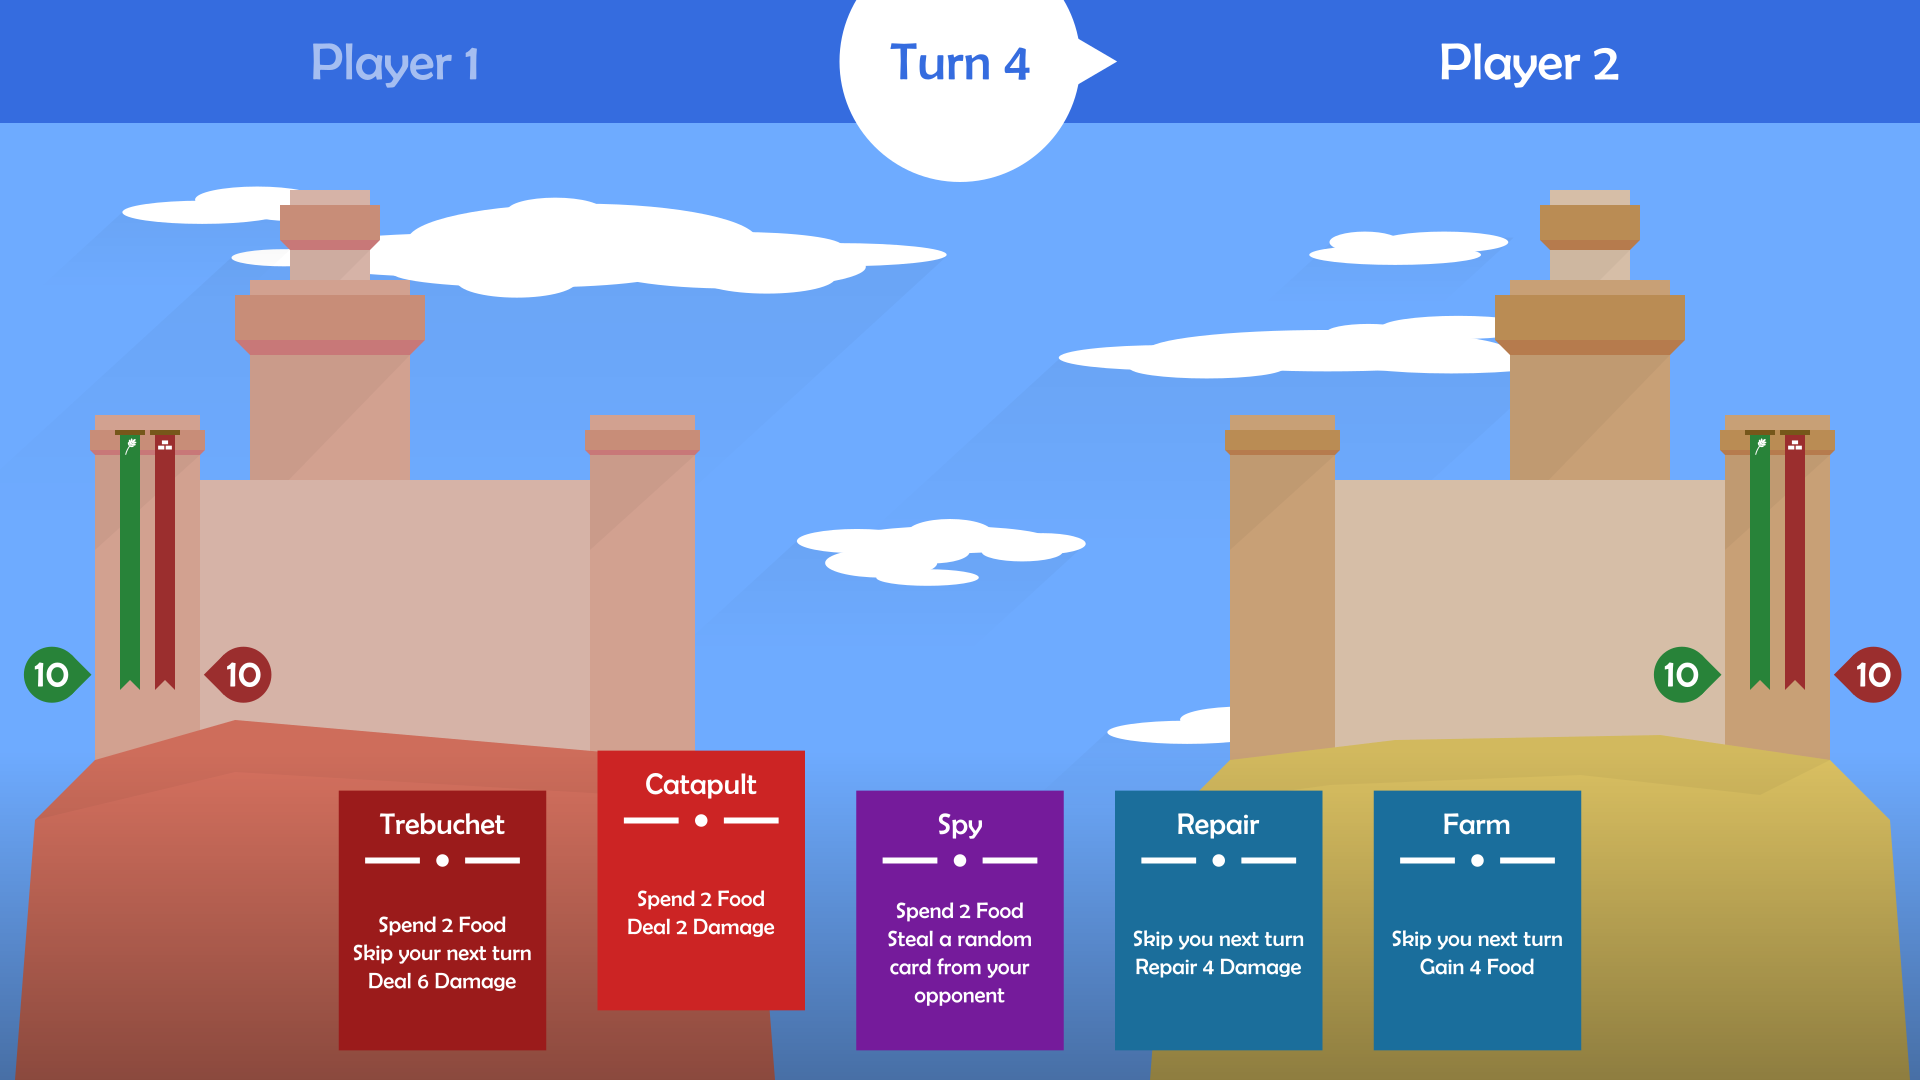 Player 1
Turn 4
Player 2
10
10
10
10
Trebuchet
Spend 2 Food
Skip your next turn
Deal 6 Damage
Catapult
Spend 2 Food
Deal 2 Damage
Spy
Spend 2 Food
Steal a random
card from your
opponent
Repair
Skip you next turn
Repair 4 Damage
Farm
Skip you next turn
Gain 4 Food